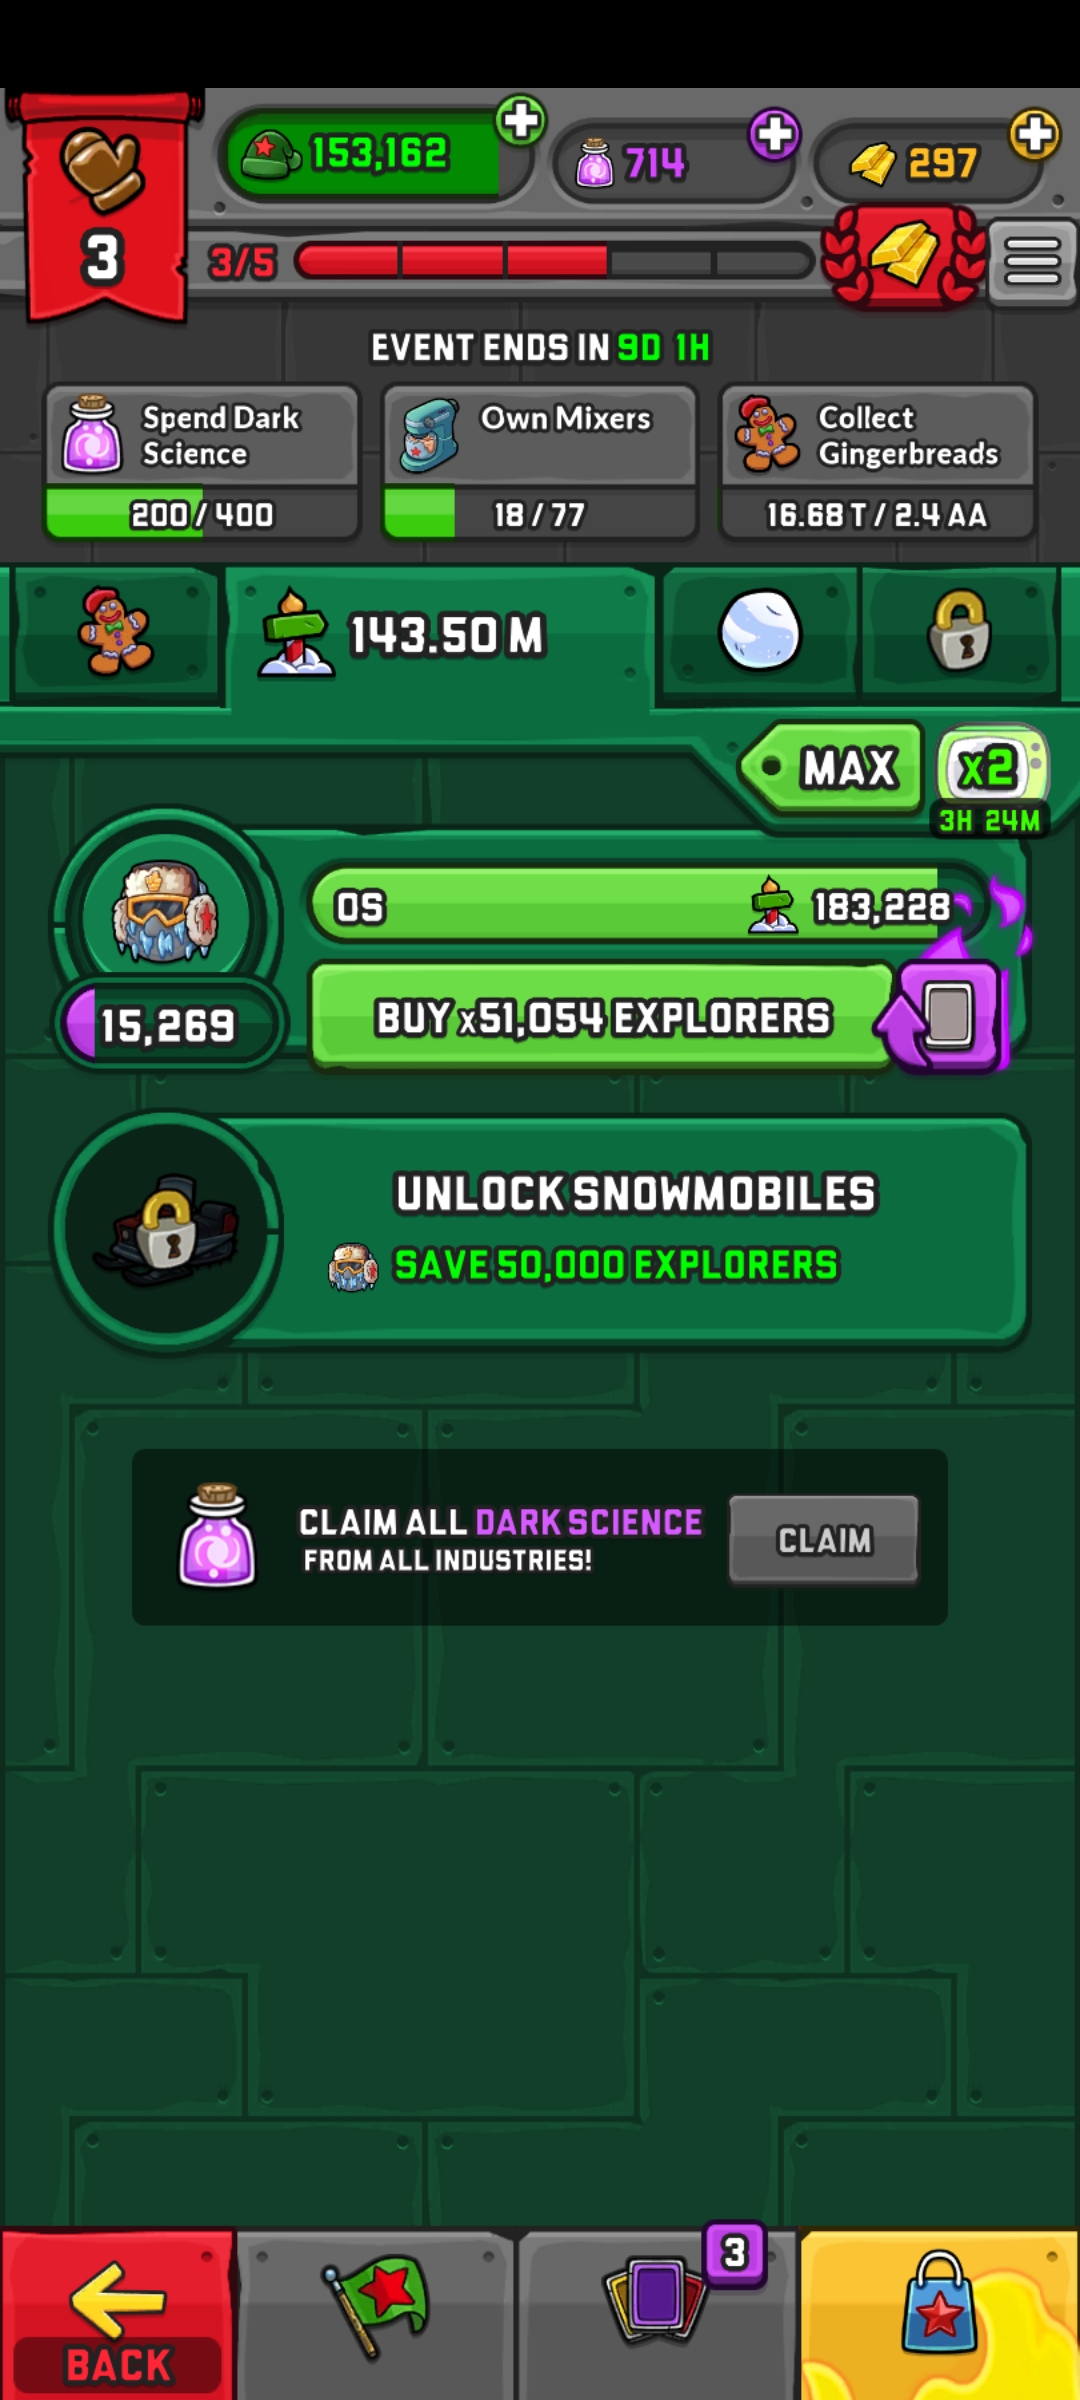 153,162
714
297
3
3/5
EVENT ENDS IN 9D 1H
Spend Dark
Science
200 / 400
Own Mixers
18 / 77
Collect
Gingerbreads
16.68 T / 2.4 AA
143.50 M
MAX
x2
3H 24M
0S
183,228
15,269
BUY x51,054 EXPLORERS
UNLOCK SNOWMOBILES
SAVE 50,000 EXPLORERS
CLAIM ALL DARK SCIENCE
FROM ALL INDUSTRIES!
CLAIM
3
BACK